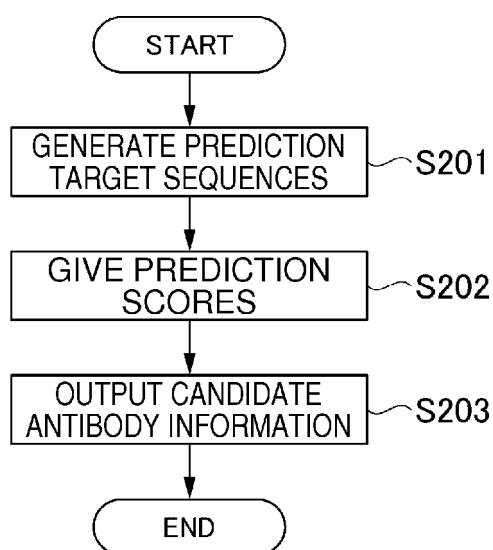 START
GENERATE PREDICTION
TARGET SEQUENCES
S201
GIVE PREDICTION
SCORES
S202
OUTPUT CANDIDATE
ANTIBODY INFORMATION
S203
END